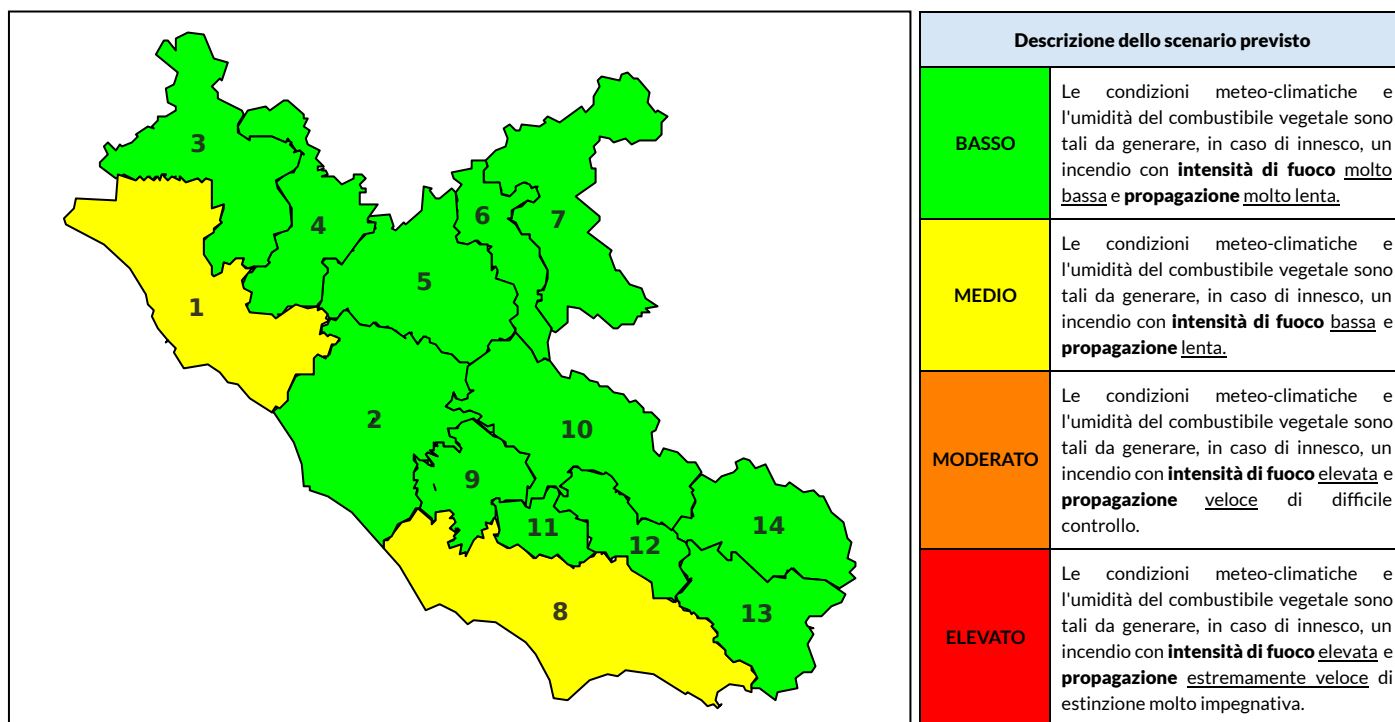 3
4
6
7
5
1
2
10
9
11
12
14
8
13
Descrizione dello scenario previsto
BASSO
Le condizioni meteo-climatiche e
l'umidità del combustibile vegetale sono
tali da generare, in caso di innesco, un
incendio con intensità di fuoco molto
bassa e propagazione molto lenta.
MEDIO
Le condizioni meteo-climatiche e
l'umidità del combustibile vegetale sono
tali da generare, in caso di innesco, un
incendio con intensità di fuoco bassa e
propagazione lenta.
MODERATO
Le condizioni meteo-climatiche e
l'umidità del combustibile vegetale sono
tali da generare, in caso di innesco, un
incendio con intensità di fuoco elevata e
propagazione veloce di difficile
controllo.
ELEVATO
Le condizioni meteo-climatiche e
l'umidità del combustibile vegetale sono
tali da generare, in caso di innesco, un
incendio con intensità di fuoco elevata e
propagazione estremamente veloce di
estinzione molto impegnativa.